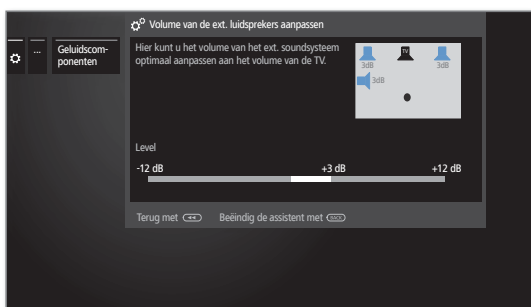 Volume van de ext. luidsprekers aanpassen
...
Geluidscom-
ponenten
Hier kunt u het volume van het ext. soundsysteem
optimaal aanpassen aan het volume van de TV.
TV
3dB
3dB
3dB
Level
-12 dB
+3 dB
+12 dB
Terug met
Beëindig de assistent met BACK